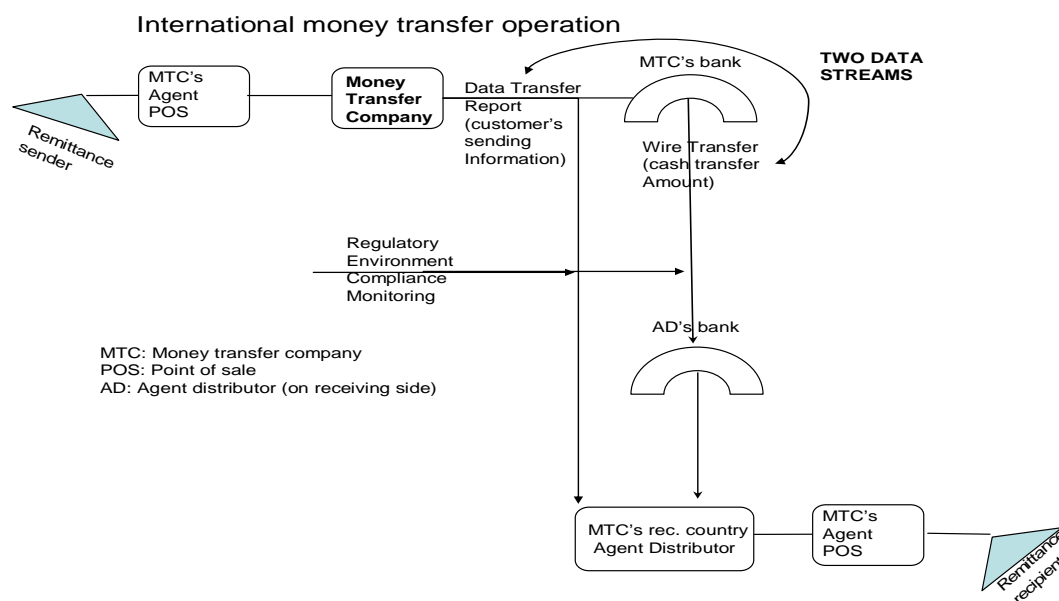 International money transfer operation
MTC's
Agent
POS
Remittance
sender
Money
Transfer
Company
Data Transfer
Report
(customer's
sending
Information)
MTC's bank
TWO DATA
STREAMS
Wire Transfer
(cash transfer
Amount)
Regulatory
Environment
Compliance
Monitoring
AD's bank
MTC: Money transfer company
POS: Point of sale
AD: Agent distributor (on receiving side)
MTC's rec. country
Agent Distributor
MTC's
Agent
POS
Remittance
recipient